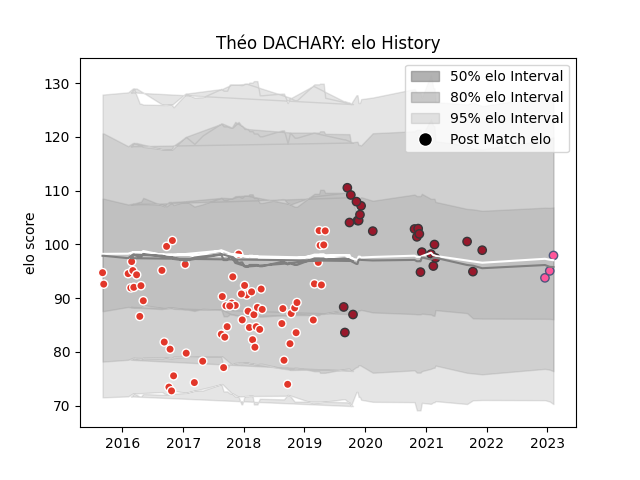 Théo DACHARY: elo History
50% elo Interval
80% elo Interval
95% elo Interval
Post Match elo
elo score
130
120
110
100
90
80
70
2016 2017 2018 2019 2020 2021 2022 2023